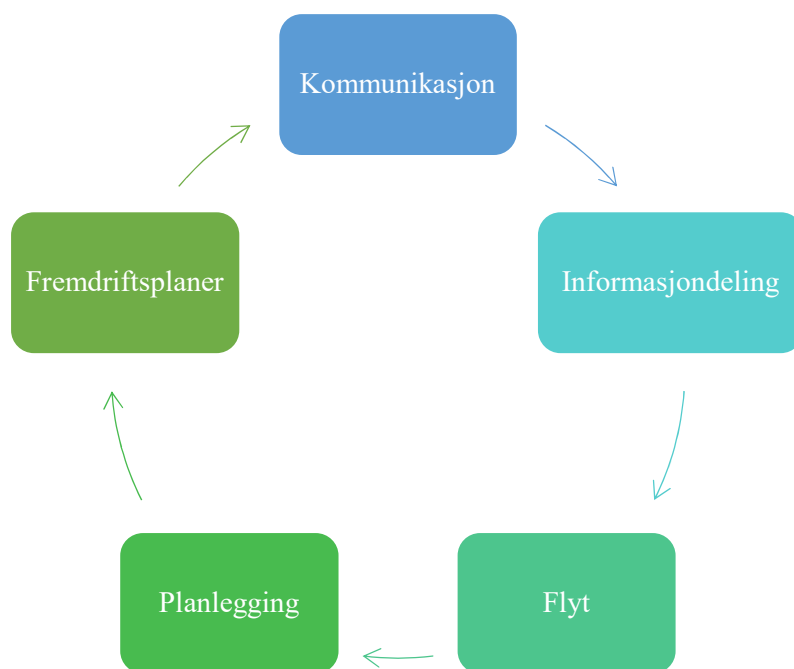 Kommunikasjon
Informasjondeling
Flyt
Planlegging
Fremdriftsplaner